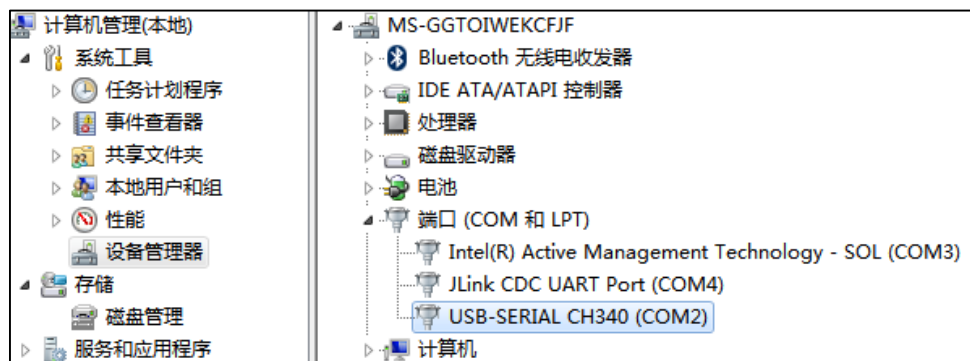 计算机管理(本地)
系统工具
任务计划程序
事件查看器
共享文件夹
本地用户和组
性能
设备管理器
存储
磁盘管理
服务和应用程序
MS-GGTOIWEKCFJF
Bluetooth 无线电收发器
IDE ATA/ATAPI 控制器
处理器
磁盘驱动器
电池
端口 (COM 和 LPT)
Intel(R) Active Management Technology - SOL (COM3)
JLink CDC UART Port (COM4)
USB-SERIAL CH340 (COM2)
计算机